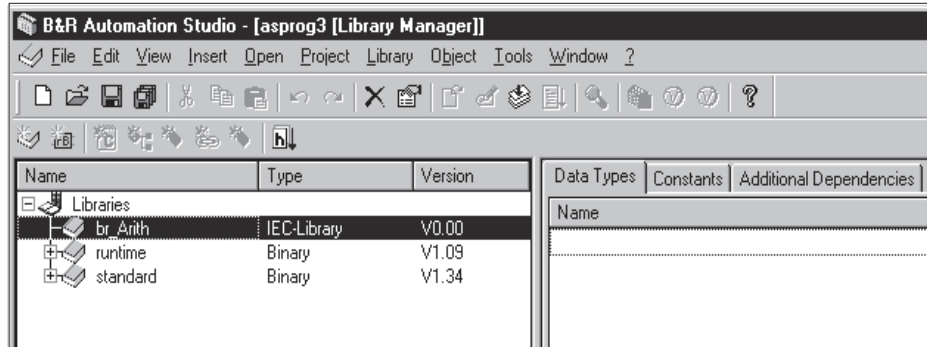 B&R Automation Studio - [asprog3 [Library Manager]]
File Edit View Insert Open Project Library Object Tools Window ?
Name Type Version
Data Types Constants Additional Dependencies
Name
Libraries
br_Arith IEC-Library V0.00
runtime Binary V1.09
standard Binary V1.34